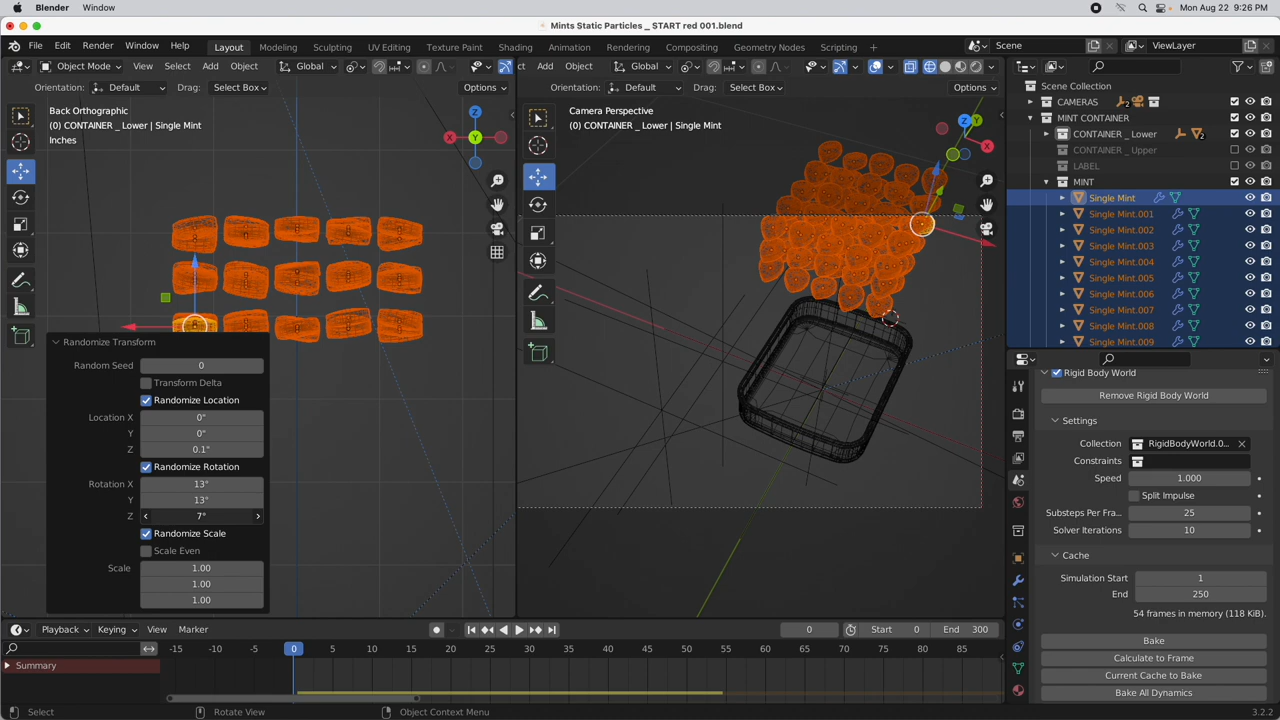 Blender Window Mon Aug 22 9:26 PM
Mints Static Particles _ START red 001.blend
File Edit Render Window Help Layout Modeling Sculpting UV Editing Texture Paint Shading Animation Rendering Compositing Geometry Nodes Scripting + Scene ViewLayer
Object Mode View Select Add Object Global
ct Add Object Global
Orientation: Default Drag: Select Box Options
Orientation: Default Drag: Select Box Options
Back Orthographic
(0) CONTAINER _ Lower | Single Mint
Inches
Z
X
Y
Camera Perspective
(0) CONTAINER _ Lower | Single Mint
Z
Y
X
Randomize Transform
Random Seed 0
Transform Delta
Randomize Location
Location X 0"
Y 0"
Z 0.1"
Randomize Rotation
Rotation X 13°
Y 13°
Z 7°
Randomize Scale
Scale Even
Scale 1.00
1.00
1.00
Scene Collection
CAMERAS 2
MINT CONTAINER
CONTAINER _ Lower 2
CONTAINER _ Upper
LABEL
MINT
Single Mint
Single Mint.001
Single Mint.002
Single Mint.003
Single Mint.004
Single Mint.005
Single Mint.006
Single Mint.007
Single Mint.008
Single Mint.009
Rigid Body World
Remove Rigid Body World
Settings
Collection RigidBodyWorld.0...
Constraints
Speed 1.000
Split Impulse
Substeps Per Fra... 25
Solver Iterations 10
Cache
Simulation Start 1
End 250
54 frames in memory (118 KiB).
Bake
Calculate to Frame
Current Cache to Bake
Bake All Dynamics
Playback Keying View Marker 0 Start 0 End 300
-15 -10 -5 0 5 10 15 20 25 30 35 40 45 50 55 60 65 70 75 80 85
Summary
Select Rotate View Object Context Menu 3.2.2